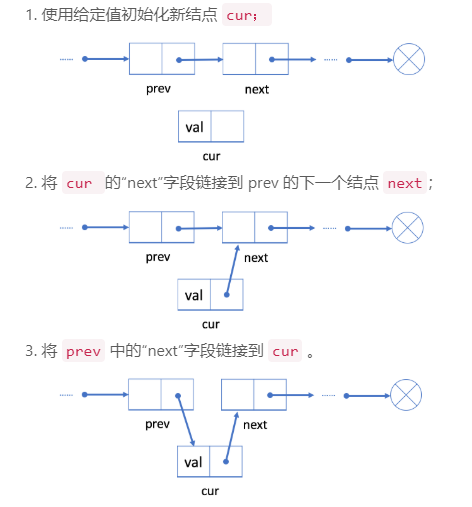 1. 使用给定值初始化新结点 cur；
...... ......
prev next
val
cur
2. 将 cur 的“next”字段链接到 prev 的下一个结点 next；
...... ......
prev next
val
cur
3. 将 prev 中的“next”字段链接到 cur 。
...... ......
prev next
val
cur